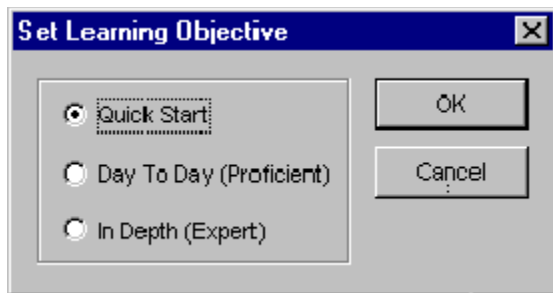 Set Learning Objective
Quick Start
OK
Day To Day (Proficient)
Cancel
In Depth (Expert)